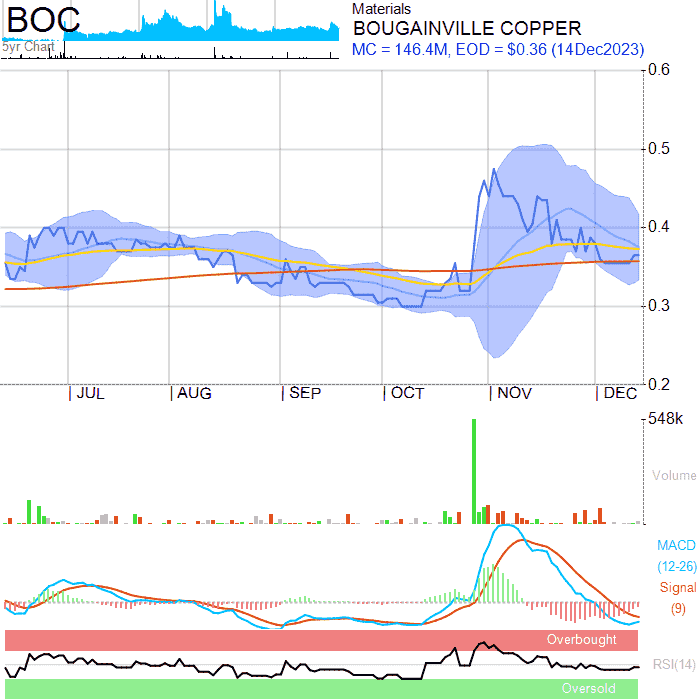 BOC
5yr Chart
Materials
BOUGAINVILLE COPPER
MC = 146.4M, EOD = $0.36 (14Dec2023)
0.6
0.5
0.4
0.3
0.2
JUL
AUG
SEP
OCT
NOV
DEC
548k
Volume
MACD
(12-26)
Signal
(9)
Overbought
RSI(14)
Oversold